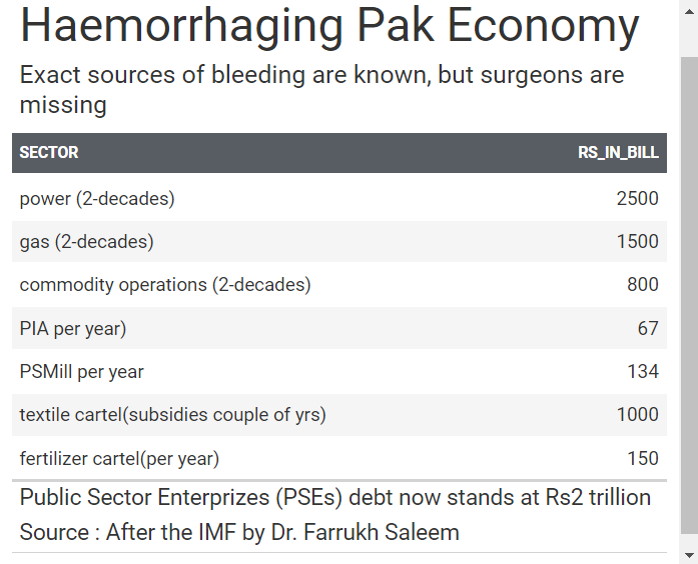 Haemorrhaging Pak Economy
Exact sources of bleeding are known, but surgeons are
missing
SECTOR RS_IN_BILL
power (2-decades) 2500
gas (2-decades) 1500
commodity operations (2-decades) 800
PIA per year) 67
PSMill per year 134
textile cartel(subsidies couple of yrs) 1000
fertilizer cartel(per year) 150
Public Sector Enterprizes (PSEs) debt now stands at Rs2 trillion
Source : After the IMF by Dr. Farrukh Saleem